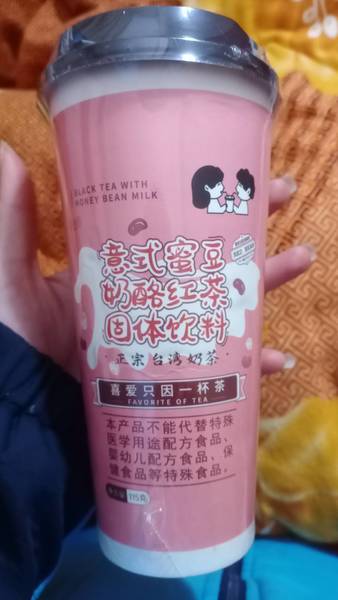 BLACK TEA WITH
HONEY BEAN MILK
意式蜜豆
奶酪红茶
固体饮料
·正宗台湾奶茶·
喜爱只因一杯茶
FAVORITE OF TEA
本产品不能代替特殊
医学用途配方食品、
婴幼儿配方食品、保
健食品等特殊食品。
115克